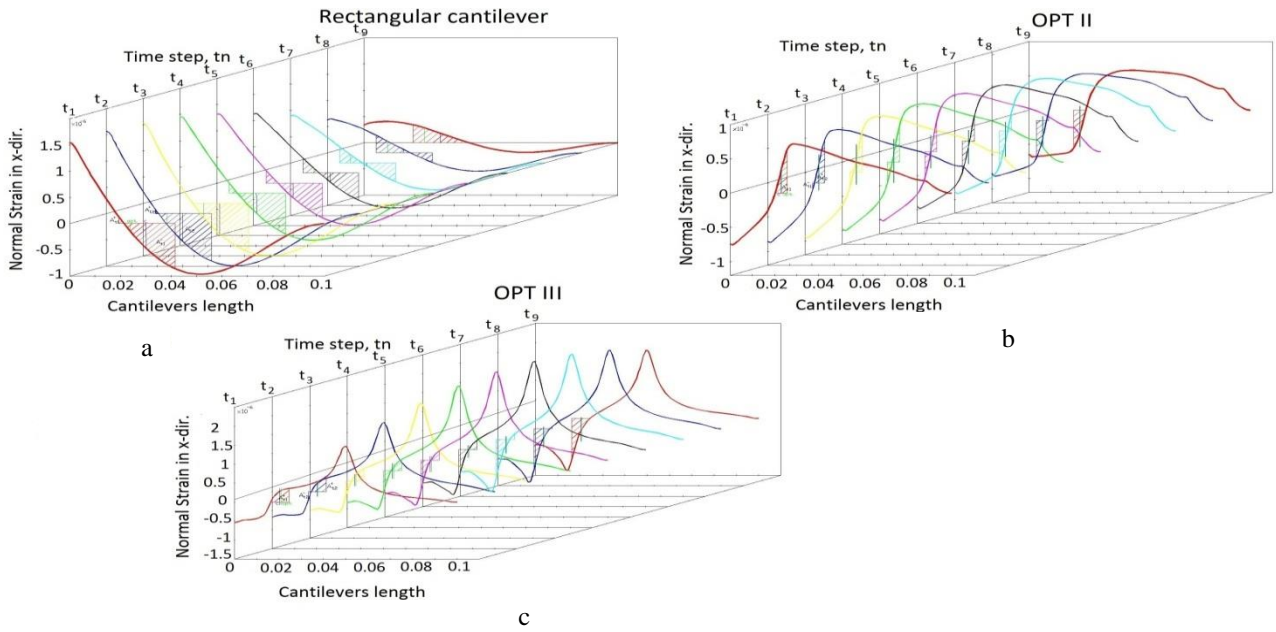 Rectangular cantilever
Time step, tn
t1 t2 t3 t4 t5 t6 t7 t8 t9
Normal Strain in x-dir.
1.5
1
0.5
0
-0.5
-1
0 0.02 0.04 0.06 0.08 0.1
Cantilevers length
a
OPT II
Time step, tn
t1 t2 t3 t4 t5 t6 t7 t8 t9
Normal Strain in x-dir.
1
0.5
0
-0.5
-1
0 0.02 0.04 0.06 0.08 0.1
Cantilevers length
b
OPT III
Time step, tn
t1 t2 t3 t4 t5 t6 t7 t8 t9
Normal Strain in x-dir.
2
1.5
1
0.5
0
-0.5
-1
-1.5
0 0.02 0.04 0.06 0.08 0.1
Cantilevers length
c